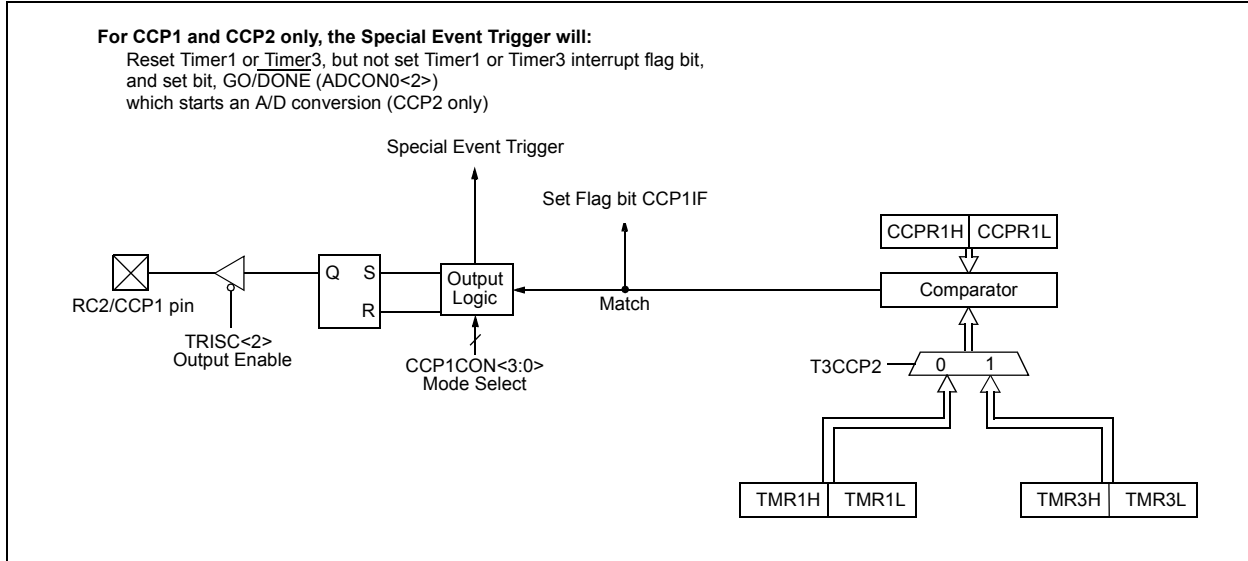 For CCP1 and CCP2 only, the Special Event Trigger will:
Reset Timer1 or Timer3, but not set Timer1 or Timer3 interrupt flag bit,
and set bit, GO/DONE (ADCON0<2>)
which starts an A/D conversion (CCP2 only)
Special Event Trigger
Set Flag bit CCP1IF
CCPR1H CCPR1L
Q S
R
Output
Logic
Comparator
RC2/CCP1 pin
Match
TRISC<2>
Output Enable
CCP1CON<3:0>
Mode Select
T3CCP2
0 1
TMR1H TMR1L
TMR3H TMR3L